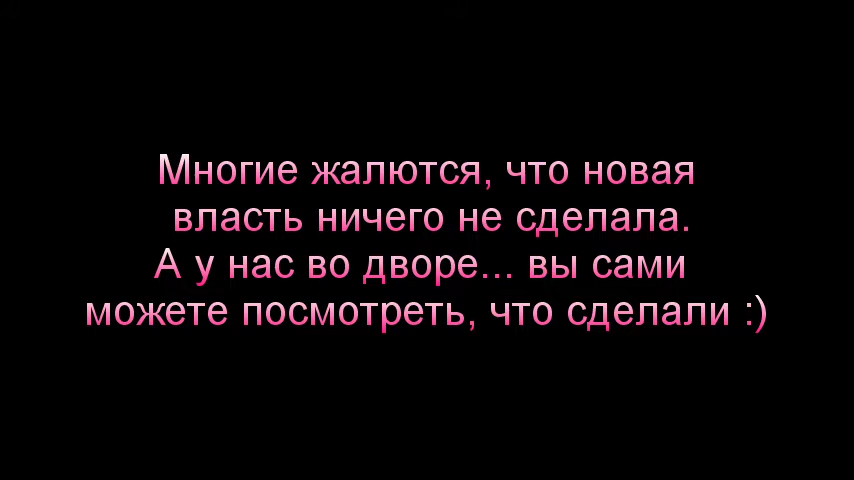 Многие жалются, что новая
власть ничего не сделала.
А у нас во дворе... вы сами
можете посмотреть, что сделали :)